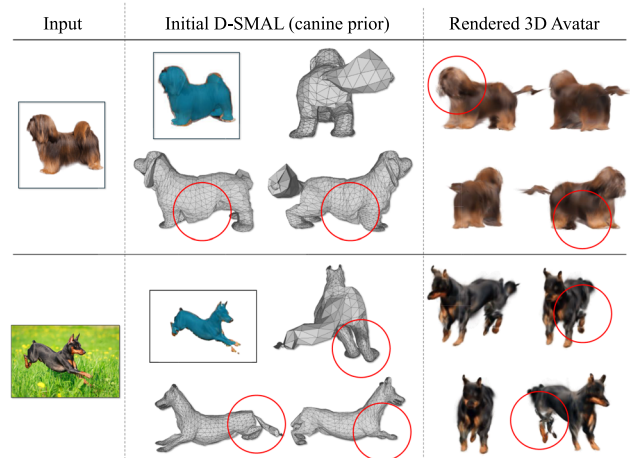 Input
Initial D-SMAL (canine prior)
Rendered 3D Avatar